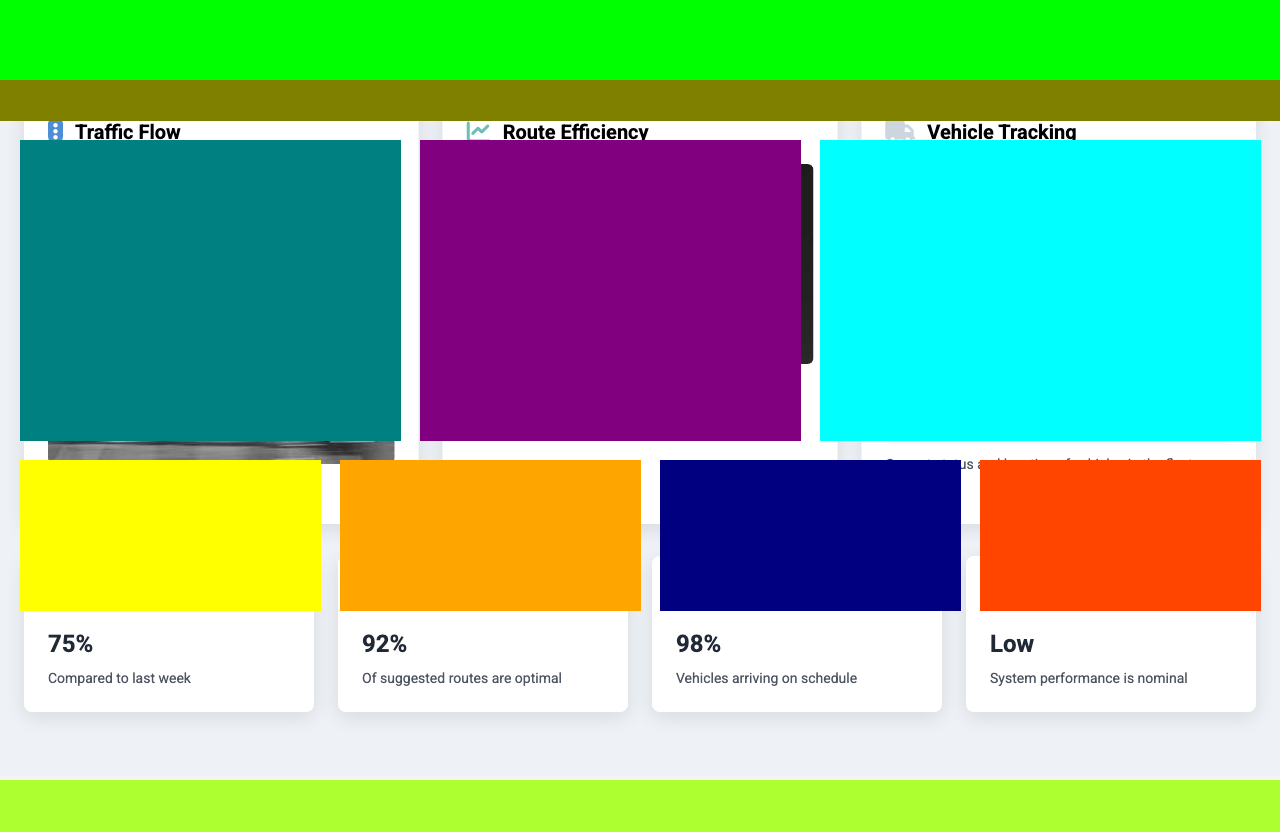 Traffic Flow
Route Efficiency
Vehicle Tracking
75%
Compared to last week
92%
Of suggested routes are optimal
98%
Vehicles arriving on schedule
Low
System performance is nominal